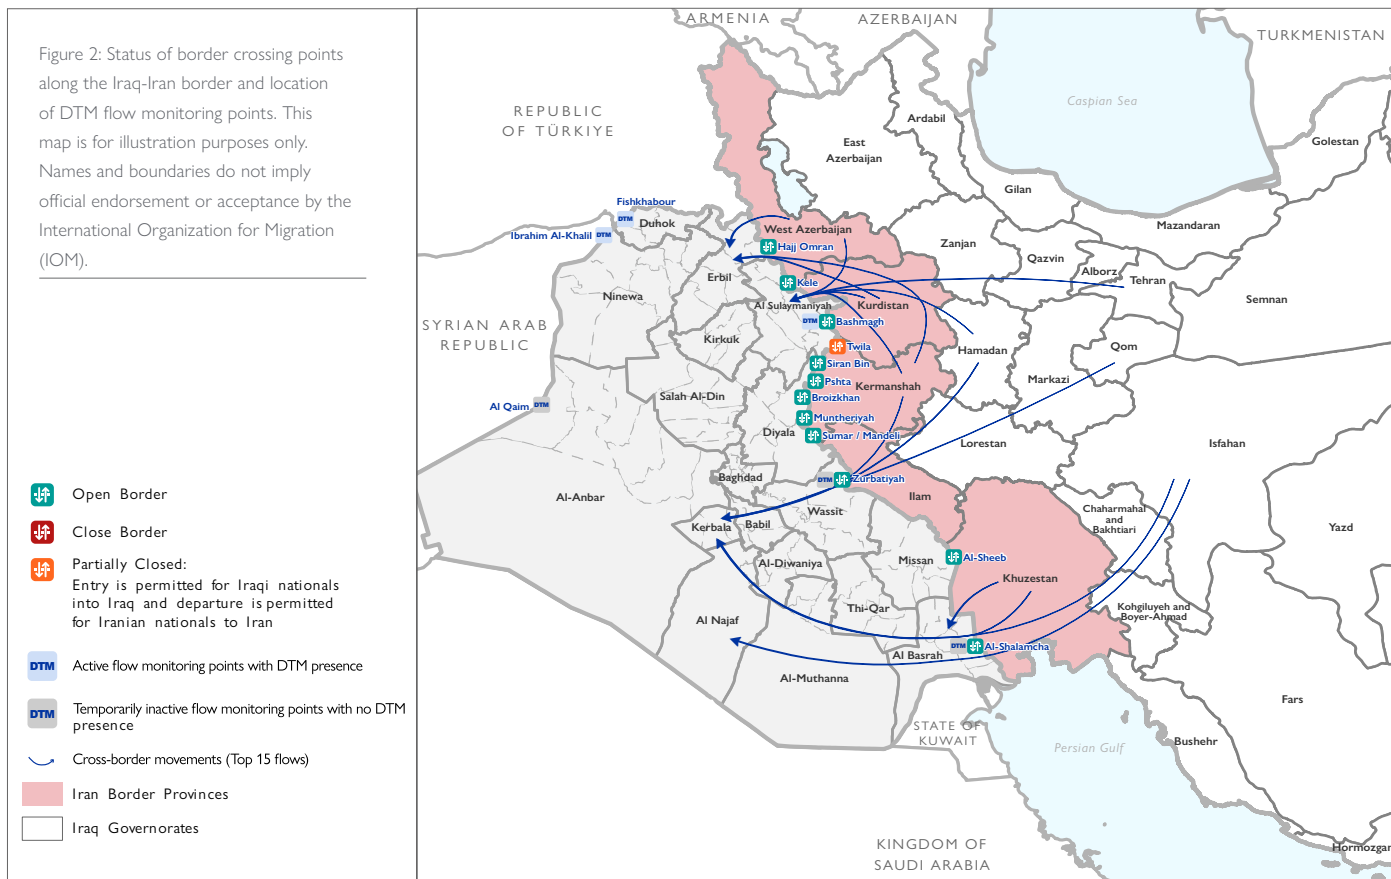 Figure 2: Status of border crossing points
along the Iraq-Iran border and location
of DTM flow monitoring points. This
map is for illustration purposes only.
Names and boundaries do not imply
official endorsement or acceptance by the
International Organization for Migration
(IOM).
Open Border
Close Border
Partially Closed:
Entry is permitted for Iraqi nationals
into Iraq and departure is permitted
for Iranian nationals to Iran
DTM
Active flow monitoring points with DTM presence
DTM
Temporarily inactive flow monitoring points with no DTM
presence
Cross-border movements (Top 15 flows)
Iran Border Provinces
Iraq Governorates
ARMENIA
AZERBAIJAN
TURKMENISTAN
REPUBLIC
OF TÜRKIYE
Caspian Sea
Ardabil
East
Azerbaijan
Golestan
Gilan
Mazandaran
Fishkhabour
DTM
Duhok
Ibrahim Al-Khalil
DTM
West Azerbaijan
Hajj Omran
Zanjan
Qazvin
Alborz
Tehran
Semnan
Erbil
Kele
Ninewa
Al Sulaymaniyah
Kurdistan
SYRIAN ARAB
REPUBLIC
DTM
Bashmagh
Kirkuk
Twila
Hamadan
Qom
Siran Bin
Markazi
Pshta
Kermanshah
Salah Al-Din
Broizkhan
Al Qaim
DTM
Muntheriyah
Diyala
Sumar / Mandeli
Lorestan
Isfahan
Baghdad
DTM
Zurbatiyah
Al-Anbar
Ilam
Wassit
Kerbala
Babil
Chaharmahal
and
Bakhtiari
Yazd
Al-Diwaniya
Missan
Al-Sheeb
Khuzestan
Thi-Qar
Kohgiluyeh and
Boyer-Ahmad
Al Najaf
DTM
Al-Shalamcha
Al Basrah
Al-Muthanna
Fars
STATE OF
KUWAIT
Persian Gulf
Bushehr
KINGDOM OF
SAUDI ARABIA
Hormozgan